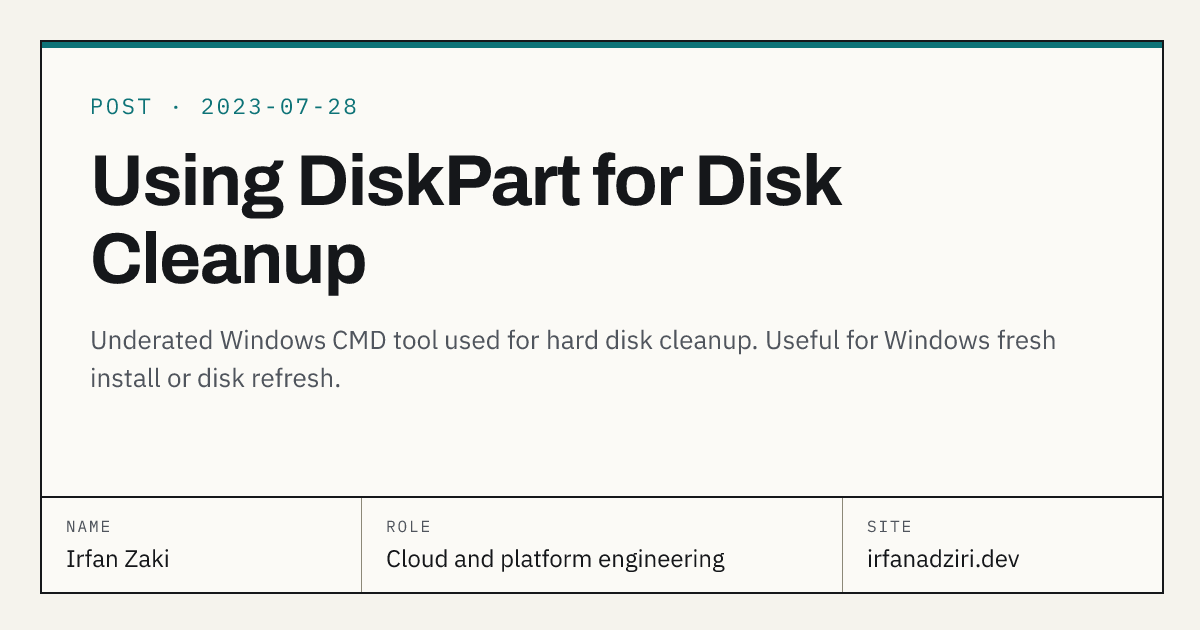 POST · 2023-07-28
Using DiskPart for Disk
Cleanup
Underated Windows CMD tool used for hard disk cleanup. Useful for Windows fresh
install or disk refresh.
NAME
Irfan Zaki
ROLE
Cloud and platform engineering
SITE
irfanadziri.dev